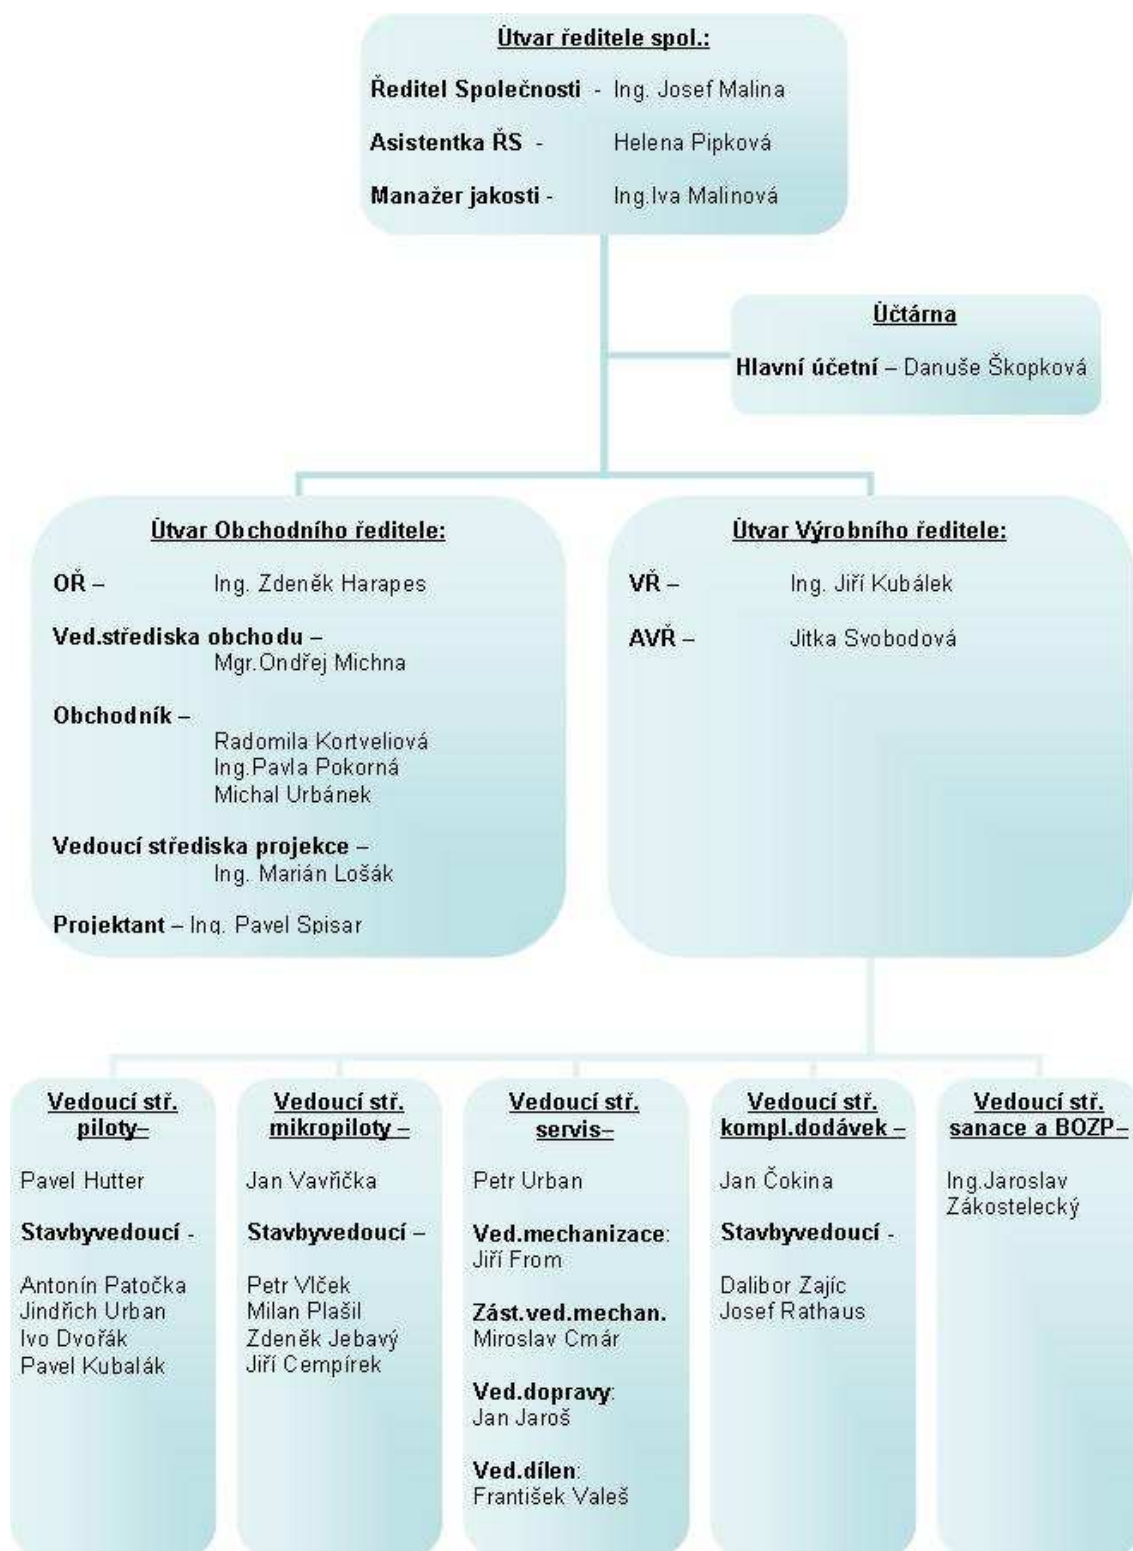 Útvar ředitele spol.:
Ředitel Společnosti - Ing. Josef Malina
Asistentka ŘS - Helena Pipková
Manažer jakosti - Ing.Iva Malinová
Účtárna
Hlavní účetní – Danuše Škopková
Útvar Obchodního ředitele:
OŘ – Ing. Zdeněk Harapes
Ved.střediska obchodu –
Mgr.Ondřej Michna
Obchodník –
Radomila Kortveliová
Ing.Pavla Pokorná
Michal Urbánek
Vedoucí střediska projekce –
Ing. Marián Lošák
Projektant – Ing. Pavel Spisar
Útvar Výrobního ředitele:
VŘ – Ing. Jiří Kubálek
AVŘ – Jitka Svobodová
Vedoucí stř.
piloty–
Pavel Hutter
Stavbyvedoucí -
Antonín Patočka
Jindřich Urban
Ivo Dvořák
Pavel Kubalák
Vedoucí stř.
mikropiloty –
Jan Vavřička
Stavbyvedoucí –
Petr Vlček
Milan Plašil
Zdeněk Jebavý
Jiří Cempírek
Vedoucí stř.
servis–
Petr Urban
Ved.mechanizace:
Jiří From
Zást.ved.mechan.
Miroslav Cmár
Ved.dopravy:
Jan Jaroš
Ved.dílen:
František Valeš
Vedoucí stř.
kompl.dodávek –
Jan Čokina
Stavbyvedoucí -
Dalibor Zajíc
Josef Rathaus
Vedoucí stř.
sanace a BOZP–
Ing.Jaroslav
Zákostelecký